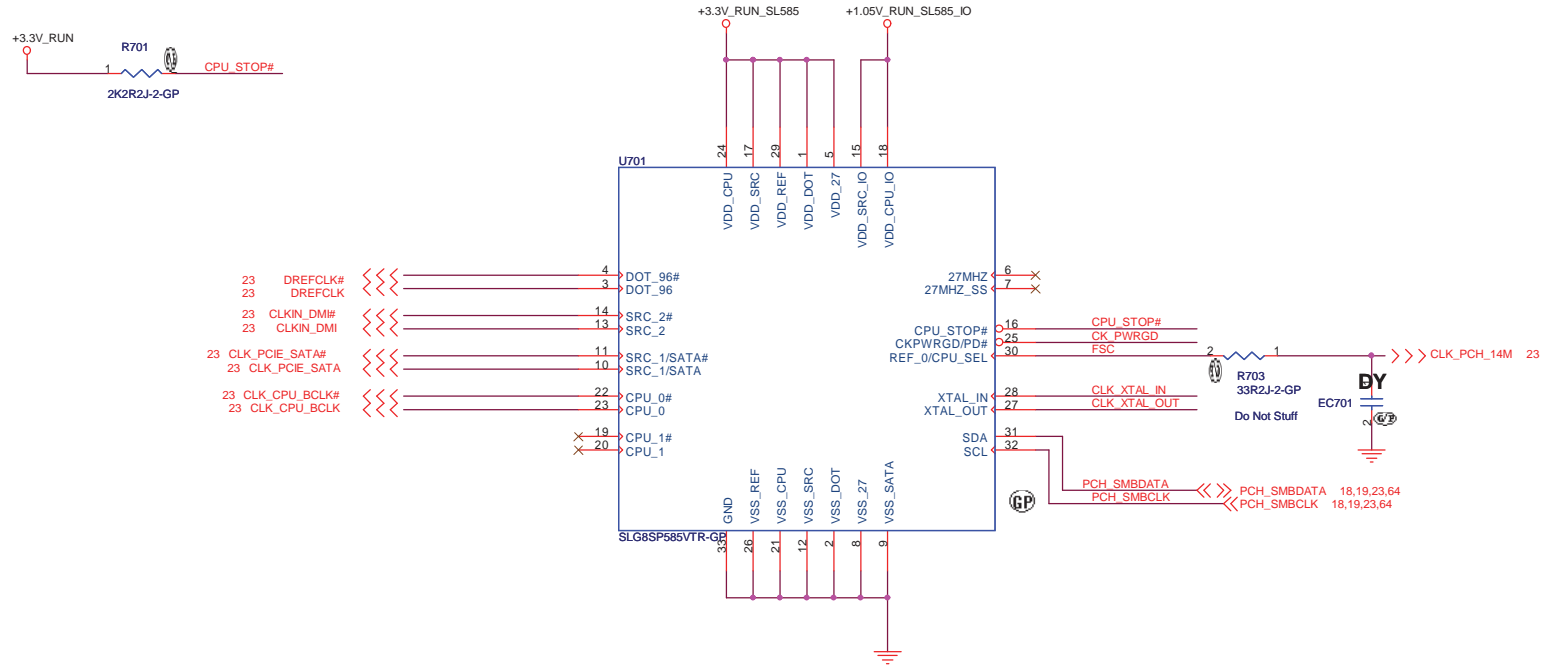 +3.3V_RUN
R701
1
2
CPU_STOP#
2K2R2J-2-GP
+3.3V_RUN_SL585
+1.05V_RUN_SL585_IO
U701
24
17
29
1
5
15
18
VDD_CPU
VDD_SRC
VDD_REF
VDD_DOT
VDD_27
VDD_SRC_IO
VDD_CPU_IO
23 DREFCLK# 4 DOT_96#
23 DREFCLK 3 DOT_96
23 CLKIN_DMI# 14 SRC_2#
23 CLKIN_DMI 13 SRC_2
23 CLK_PCIE_SATA# 11 SRC_1/SATA#
23 CLK_PCIE_SATA 10 SRC_1/SATA
23 CLK_CPU_BCLK# 22 CPU_0#
23 CLK_CPU_BCLK 23 CPU_0
19 CPU_1#
20 CPU_1
27MHZ 6
27MHZ_SS 7
CPU_STOP# 16 CPU_STOP#
CKPWRGD/PD# 25 CK_PWRGD
REF_0/CPU_SEL 30 FSC
2
1
CLK_PCH_14M 23
R703
33R2J-2-GP
Do Not Stuff
DY
EC701
2
G/P
XTAL_IN 28 CLK_XTAL_IN
XTAL_OUT 27 CLK_XTAL_OUT
SDA 31
SCL 32
PCH_SMBDATA PCH_SMBDATA 18,19,23,64
PCH_SMBCLK PCH_SMBCLK 18,19,23,64
GP
GND
VSS_REF
VSS_CPU
VSS_SRC
VSS_DOT
VSS_27
VSS_SATA
SLG8SP585VTR-GP
33
26
21
12
2
8
9